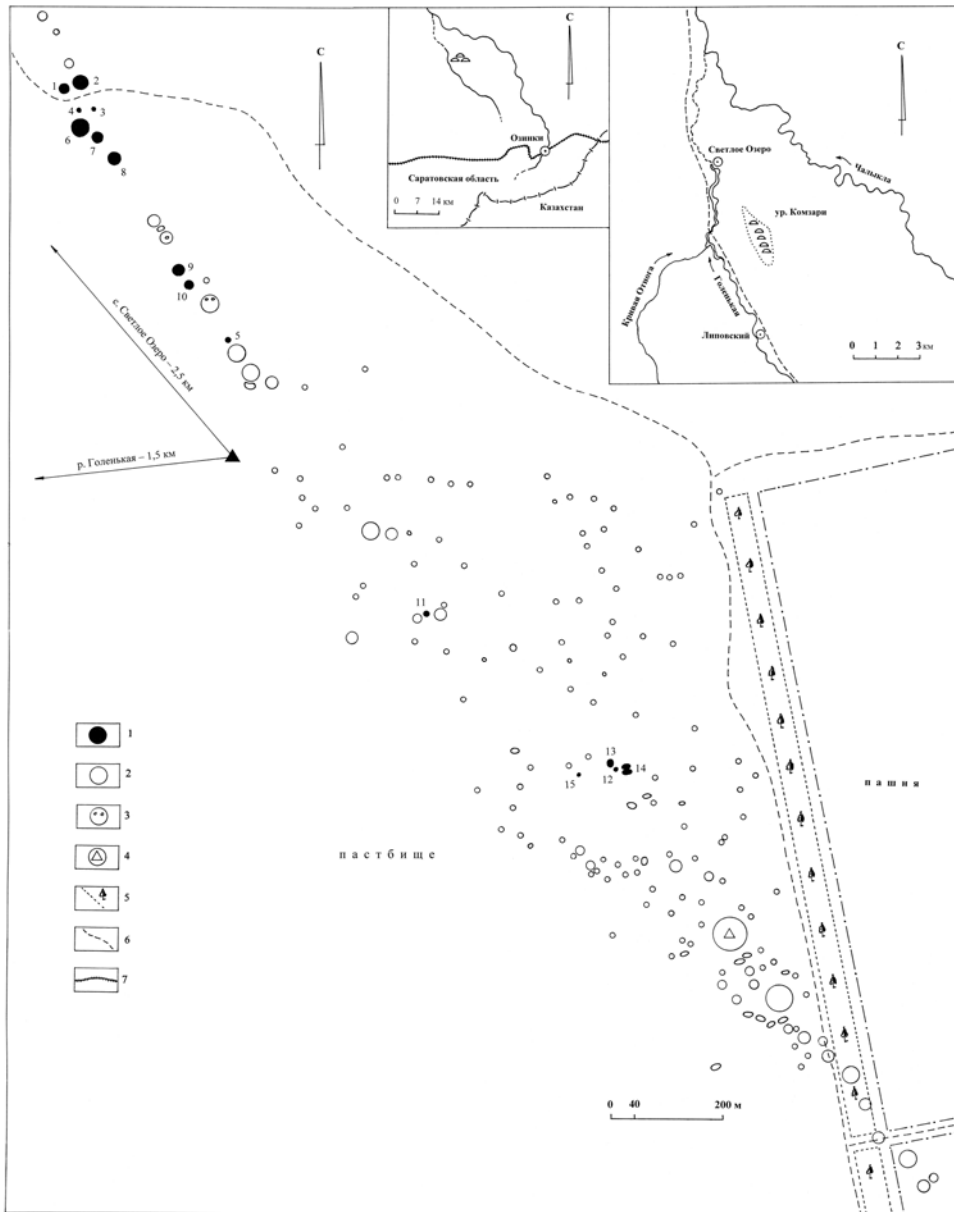 С
1
2
4
3
6
7
8
9
10
5
с. Светлое Озеро – 2,5 км
р. Голенькая – 1,5 км
11
13
14
12
15
пастбище
пашня
1
2
3
4
5
6
7
0 40 200 м
С
Озинки
Саратовская область
0 7 14 км
Казахстан
С
Светлое Озеро
Чалыкла
ур. Комзари
Кривая Отнога
Голенькая
Липовский
0 1 2 3 км